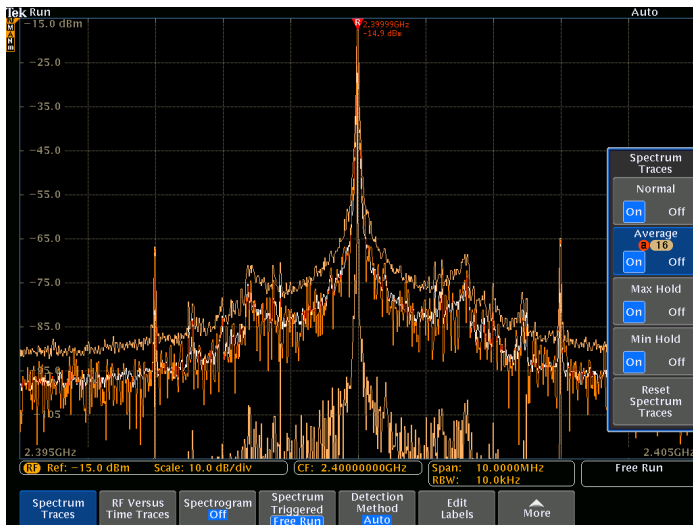 Tek Run
Auto
-15.0 dBm
R
2.39999GHz
-14.9 dBm
-25.0
-35.0
-45.0
-55.0
-65.0
-75.0
-85.0
2.395GHz
2.405GHz
Spectrum
Traces
Normal
On Off
Average
a 16
On Off
Max Hold
On Off
Min Hold
On Off
Reset
Spectrum
Traces
RF Ref: -15.0 dBm Scale: 10.0 dB/div
CF: 2.40000000GHz
Span: 10.0000MHz
RBW: 10.0kHz
Free Run
Spectrum
Traces
RF Versus
Time Traces
Spectrogram
Off
Spectrum
Triggered
Free Run
Detection
Method
Auto
Edit
Labels
More